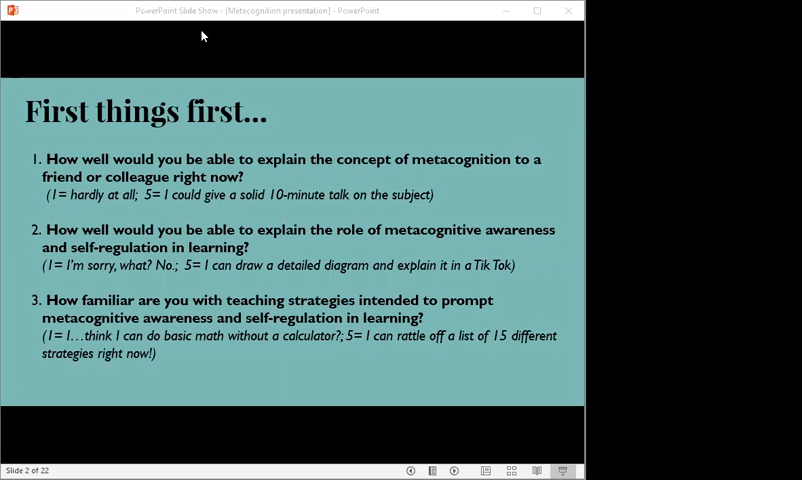 PowerPoint Slide Show - [Metacognition presentation] - PowerPoint
First things first...
1. How well would you be able to explain the concept of metacognition to a
friend or colleague right now?
(1= hardly at all; 5= I could give a solid 10-minute talk on the subject)
2. How well would you be able to explain the role of metacognitive awareness
and self-regulation in learning?
(1= I'm sorry, what? No.; 5= I can draw a detailed diagram and explain it in a Tik Tok)
3. How familiar are you with teaching strategies intended to prompt
metacognitive awareness and self-regulation in learning?
(1= I...think I can do basic math without a calculator?; 5= I can rattle off a list of 15 different
strategies right now!)
Slide 2 of 22